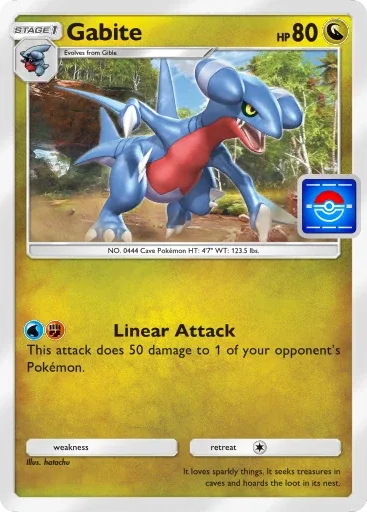 STAGE 1
Gabite
HP 80
Evolves from Gible.
NO. 0444 Cave Pokémon HT: 4'7" WT: 123.5 lbs.
Linear Attack
This attack does 50 damage to 1 of your opponent's
Pokémon.
weakness
retreat
Illus. hatachu
It loves sparkly things. It seeks treasures in
caves and hoards the loot in its nest.